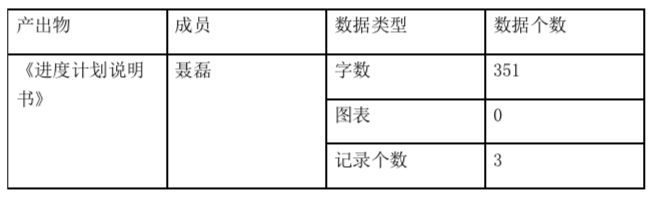 产出物 成员 数据类型 数据个数
《进度计划说明 聂磊 字数 351
书》
图表 0
记录个数 3